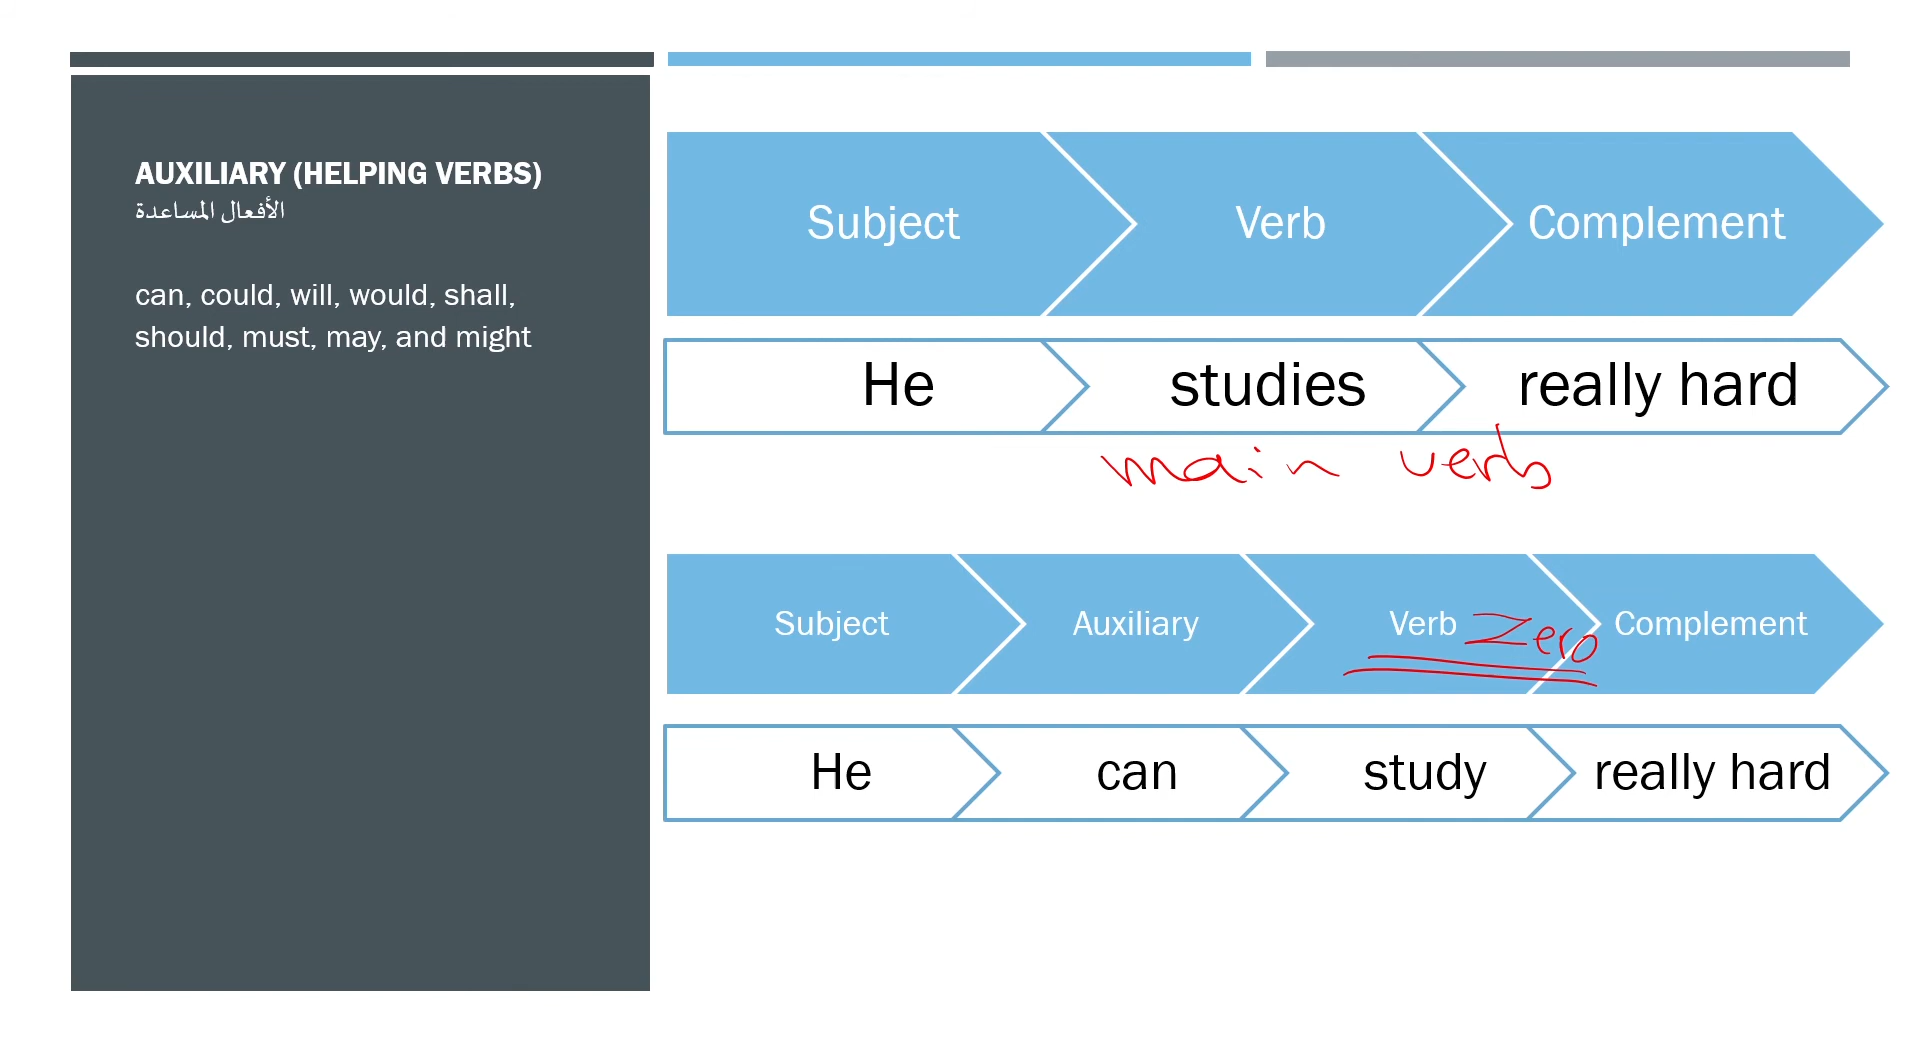 AUXILIARY (HELPING VERBS)
الأفعال المساعدة
can, could, will, would, shall,
should, must, may, and might
Subject Verb Complement
He studies really hard
main verb
Subject Auxiliary Verb Zero Complement
He can study really hard